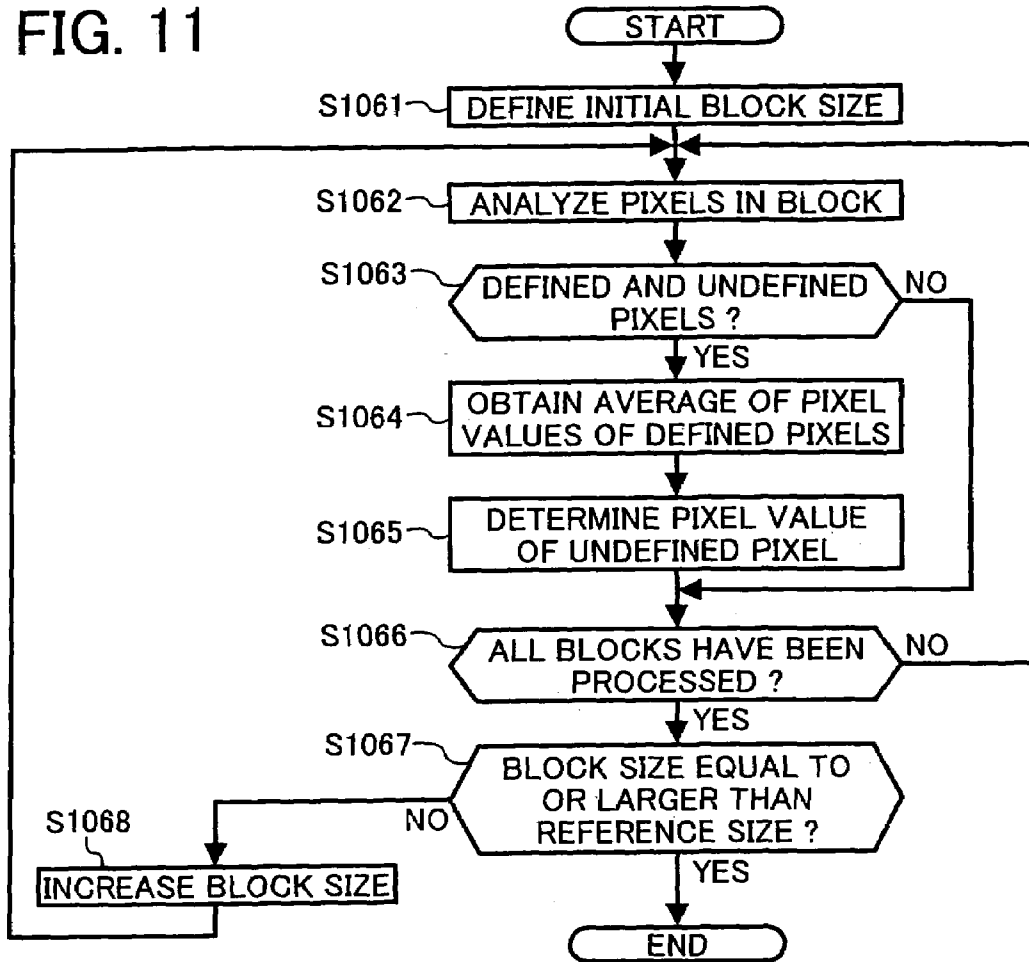 FIG. 11
START
S1061
DEFINE INITIAL BLOCK SIZE
S1062
ANALYZE PIXELS IN BLOCK
S1063
DEFINED AND UNDEFINED
PIXELS ?
NO
YES
S1064
OBTAIN AVERAGE OF PIXEL
VALUES OF DEFINED PIXELS
S1065
DETERMINE PIXEL VALUE
OF UNDEFINED PIXEL
S1066
ALL BLOCKS HAVE BEEN
PROCESSED ?
NO
YES
S1067
BLOCK SIZE EQUAL TO
OR LARGER THAN
REFERENCE SIZE ?
NO
YES
S1068
INCREASE BLOCK SIZE
END